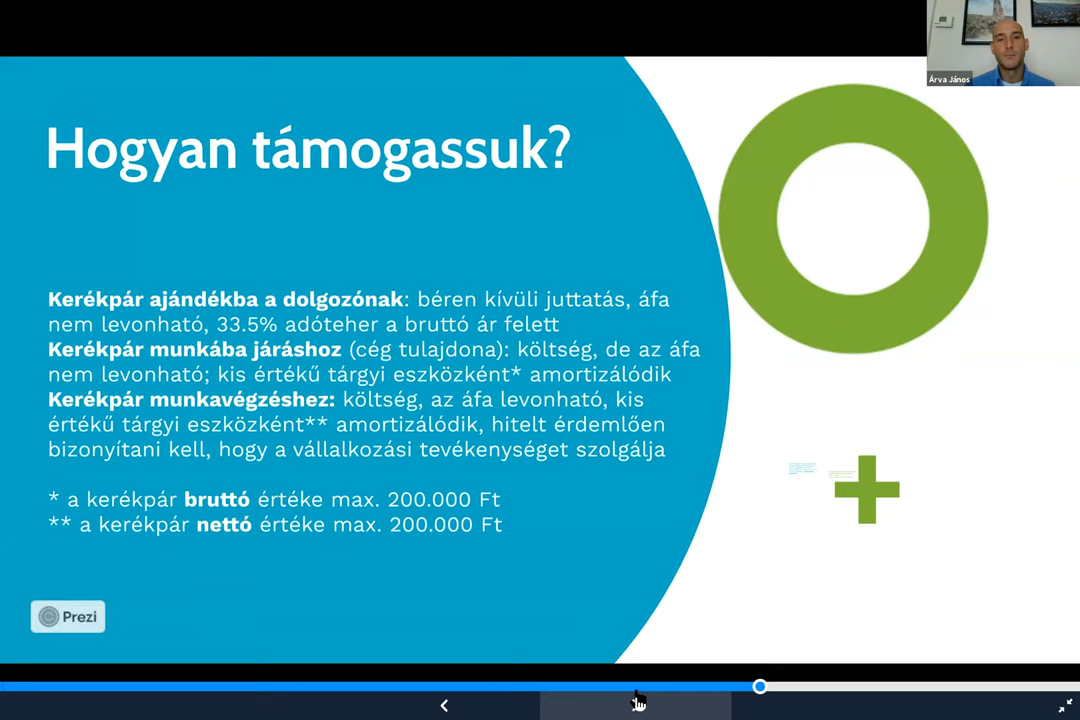 Árva János
Hogyan támogassuk?
Kerékpár ajándékba a dolgozónak: béren kívüli juttatás, áfa
nem levonható, 33.5% adóteher a bruttó ár felett
Kerékpár munkába járáshoz (cég tulajdona): költség, de az áfa
nem levonható; kis értékű tárgyi eszközként* amortizálódik
Kerékpár munkavégzéshez: költség, az áfa levonható, kis
értékű tárgyi eszközként** amortizálódik, hitelt érdemlően
bizonyítani kell, hogy a vállalkozási tevékenységet szolgálja
* a kerékpár bruttó értéke max. 200.000 Ft
** a kerékpár nettó értéke max. 200.000 Ft
Prezi